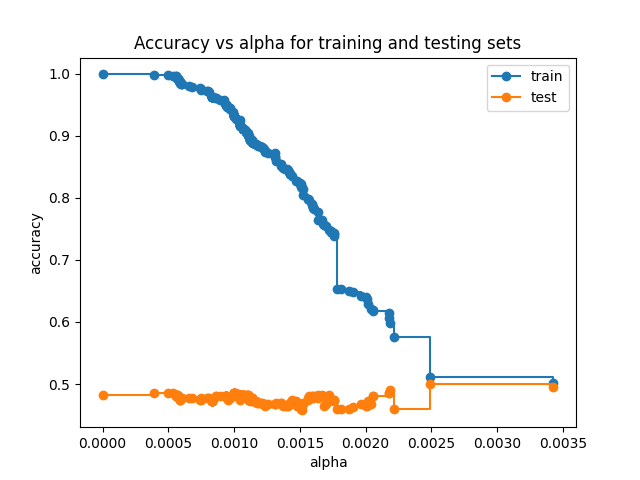 Accuracy vs alpha for training and testing sets
train
test
1.0
0.9
0.8
0.7
0.6
0.5
accuracy
0.0000 0.0005 0.0010 0.0015 0.0020 0.0025 0.0030 0.0035
alpha